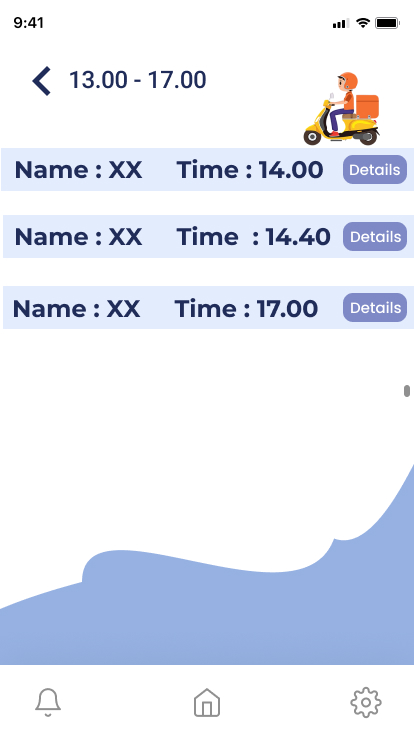 9:41
13.00 - 17.00
Name : XX Time : 14.00 Details
Name : XX Time : 14.40 Details
Name : XX Time : 17.00 Details